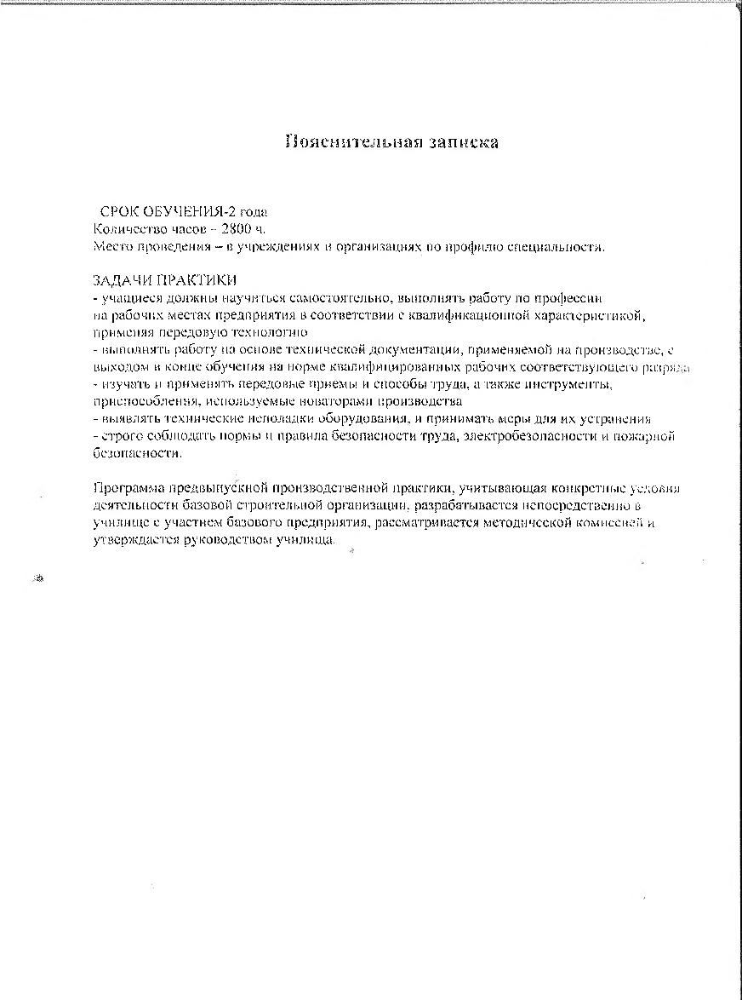 Пояснительная записка
СРОК ОБУЧЕНИЯ-2 года
Количество часов – 2800 ч.
Место проведения – в учреждениях и организациях по профилю специальности.
ЗАДАЧИ ПРАКТИКИ
- учащиеся должны научиться самостоятельно, выполнять работу по профессии
на рабочих местах предприятия в соответствии с квалификационной характеристикой,
применяя передовую технологию
- выполнять работу на основе технической документации, применяемой на производстве, с
выходом в конце обучения на норме квалифицированных рабочих соответствующего разряда
- изучать и применять передовые приемы и способы труда, а также инструменты,
приспособления, используемые новаторами производства
- выявлять технические неполадки оборудования, и принимать меры для их устранения
- строго соблюдать нормы и правила безопасности труда, электробезопасности и пожарной
безопасности.
Программа предвыпускной производственной практики, учитывающая конкретные условия
деятельности базовой строительной организации, разрабатывается непосредственно в
училище с участием базового предприятия, рассматривается методической комиссией и
утверждается руководством училища.